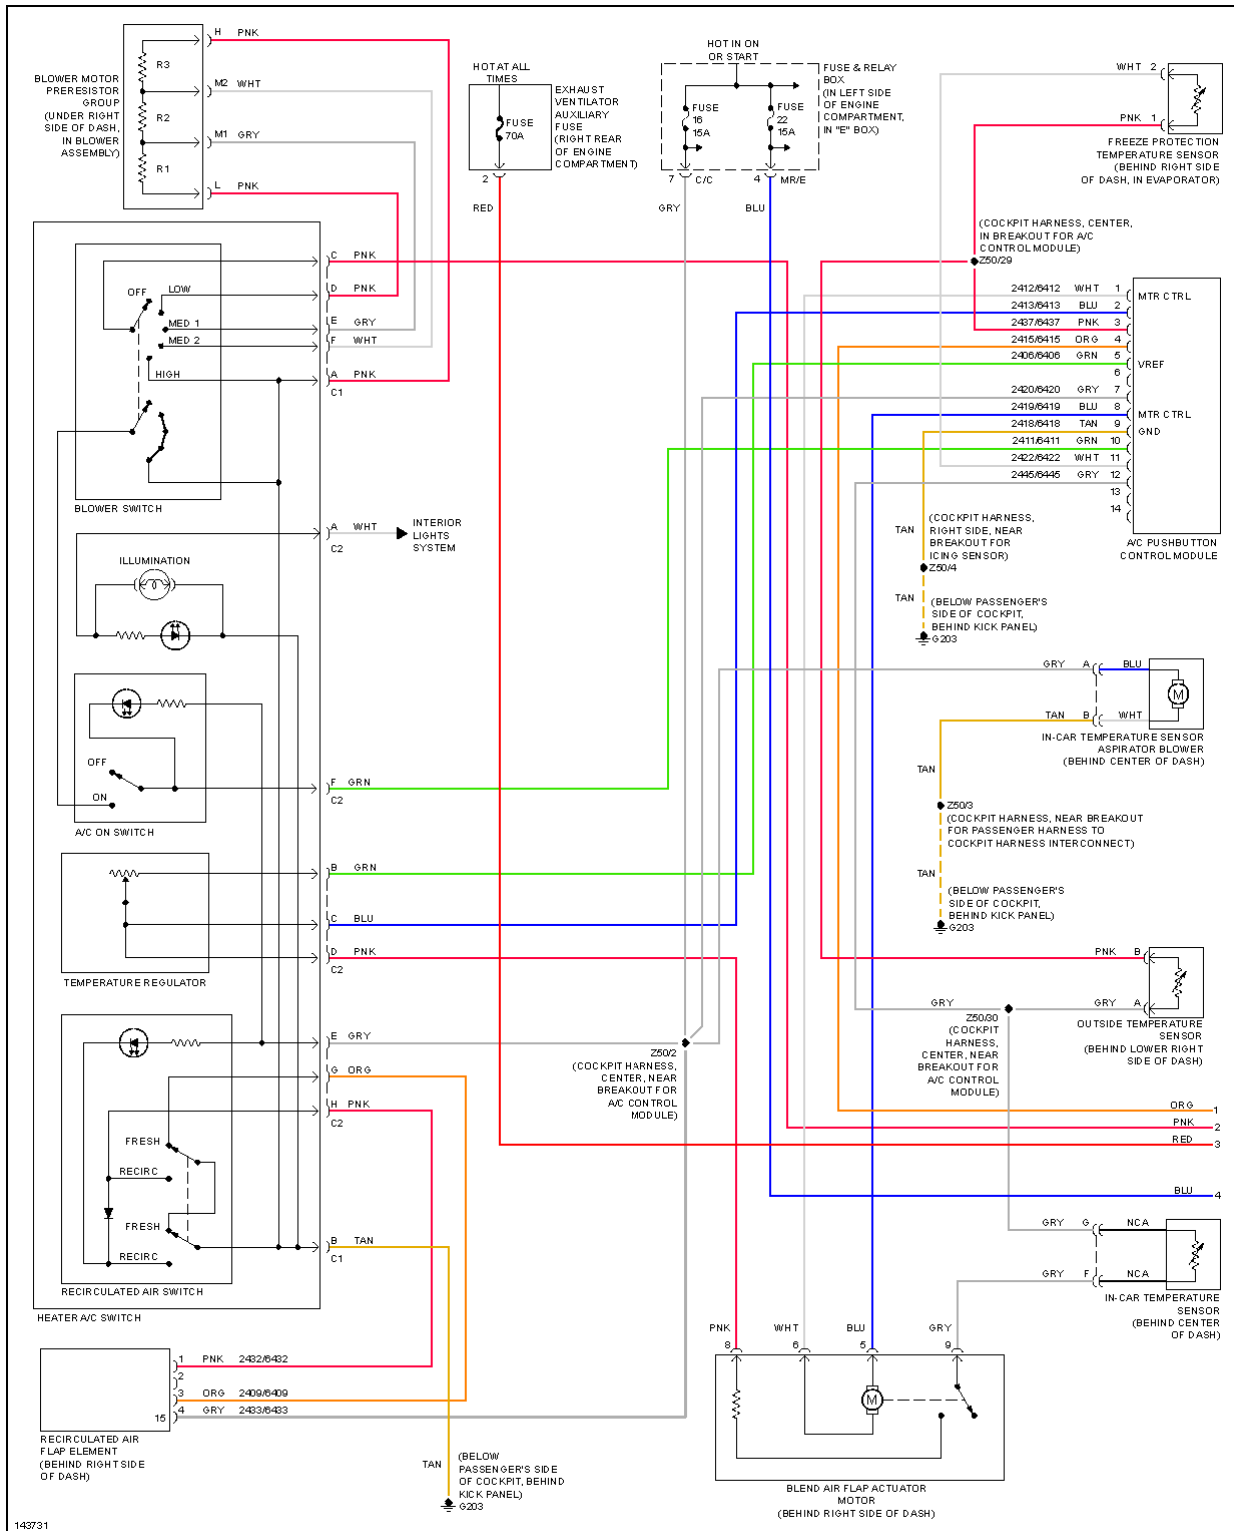 H PNK
R3
M2 WHT
R2
M1 GRY
R1
L PNK
BLOWER MOTOR
PRERESISTOR
GROUP
(UNDER RIGHT
SIDE OF DASH,
IN BLOWER
ASSEMBLY)
HOT AT ALL
TIMES
FUSE
70A
EXHAUST
VENTILATOR
AUXILIARY
FUSE
(RIGHT REAR
OF ENGINE
COMPARTMENT)
2
RED
HOT IN ON
OR START
FUSE
16
15A
FUSE
22
15A
FUSE & RELAY
BOX
(IN LEFT SIDE
OF ENGINE
COMPARTMENT,
IN "E" BOX)
7 C/C
4 MR/E
GRY
BLU
WHT 2
PNK 1
FREEZE PROTECTION
TEMPERATURE SENSOR
(BEHIND RIGHT SIDE
OF DASH, IN EVAPORATOR)
(COCKPIT HARNESS, CENTER,
IN BREAKOUT FOR A/C
CONTROL MODULE)
Z50/29
C PNK
OFF
LOW
D PNK
MED 1
E GRY
MED 2
F WHT
HIGH
A PNK
C1
BLOWER SWITCH
2412/6412 WHT 1 MTR CTRL
2413/6413 BLU 2
2437/6437 PNK 3
2415/6415 ORG 4
2406/6406 GRN 5 VREF
6
2420/6420 GRY 7
2419/6419 BLU 8 MTR CTRL
2418/6418 TAN 9 GND
2411/6411 GRN 10
2422/6422 WHT 11
2445/6445 GRY 12
13
14
A/C PUSHBUTTON
CONTROL MODULE
TAN
(COCKPIT HARNESS,
RIGHT SIDE, NEAR
BREAKOUT FOR
ICING SENSOR)
Z50/4
TAN
(BELOW PASSENGER'S
SIDE OF COCKPIT,
BEHIND KICK PANEL)
G203
A WHT
C2
INTERIOR
LIGHTS
SYSTEM
ILLUMINATION
OFF
ON
F GRN
C2
A/C ON SWITCH
GRY A BLU
M
TAN B WHT
IN-CAR TEMPERATURE SENSOR
ASPIRATOR BLOWER
(BEHIND CENTER OF DASH)
TAN
Z50/3
(COCKPIT HARNESS, NEAR BREAKOUT
FOR PASSENGER HARNESS TO
COCKPIT HARNESS INTERCONNECT)
TAN
(BELOW PASSENGER'S
SIDE OF COCKPIT,
BEHIND KICK PANEL)
G203
B GRN
C BLU
D PNK
C2
TEMPERATURE REGULATOR
PNK B
GRY
GRY A
Z50/30
(COCKPIT
HARNESS,
CENTER, NEAR
BREAKOUT FOR
A/C CONTROL
MODULE)
OUTSIDE TEMPERATURE
SENSOR
(BEHIND LOWER RIGHT
SIDE OF DASH)
E GRY
G ORG
H PNK
C2
Z50/2
(COCKPIT HARNESS,
CENTER, NEAR
BREAKOUT FOR
A/C CONTROL
MODULE)
FRESH
RECIRC
FRESH
RECIRC
B TAN
C1
RECIRCULATED AIR SWITCH
HEATER A/C SWITCH
ORG 1
PNK 2
RED 3
BLU 4
GRY G NCA
GRY F NCA
IN-CAR TEMPERATURE
SENSOR
(BEHIND CENTER
OF DASH)
1 PNK 2432/6432
2
3 ORG 2409/6409
15 4 GRY 2433/6433
RECIRCULATED AIR
FLAP ELEMENT
(BEHIND RIGHT SIDE
OF DASH)
TAN
(BELOW
PASSENGER'S SIDE
OF COCKPIT, BEHIND
KICK PANEL)
G203
PNK WHT BLU GRY
8 6 5 9
M
BLEND AIR FLAP ACTUATOR
MOTOR
(BEHIND RIGHT SIDE OF DASH)
143731